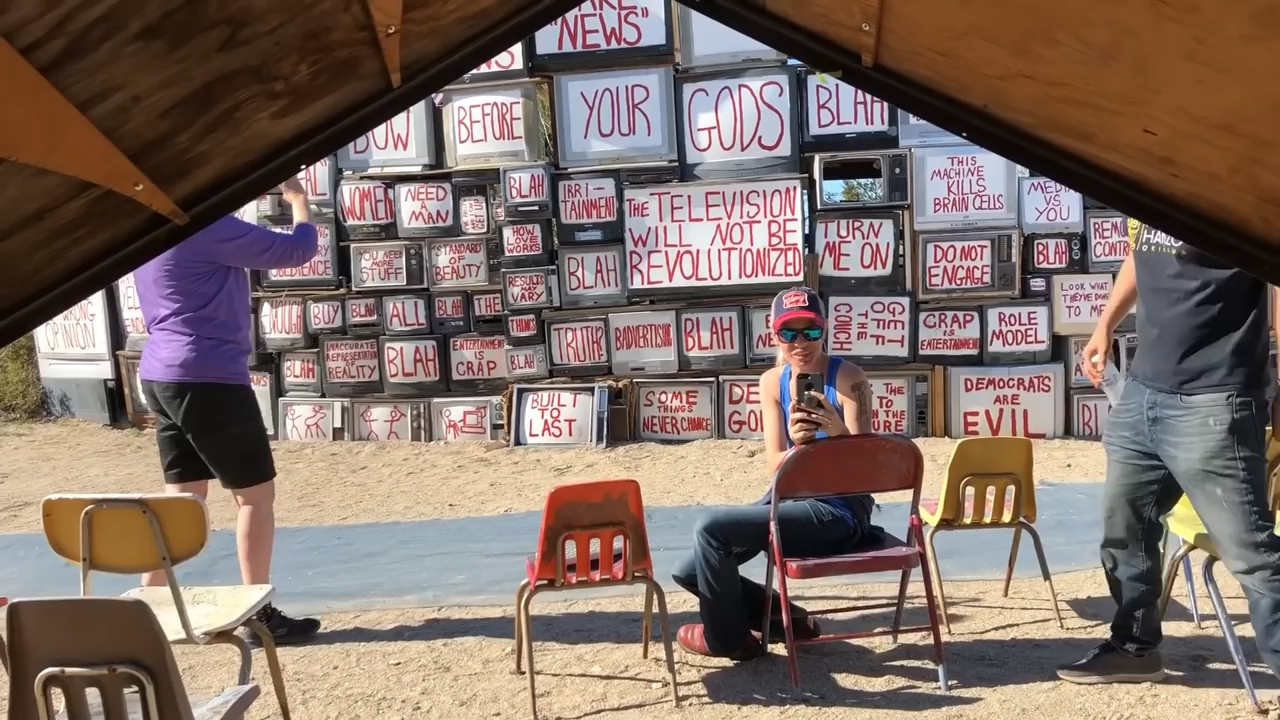 "NEWS"
BOW
BEFORE
YOUR
GODS
BLAH
THIS
MACHINE
KILLS
BRAIN CELLS
MEDIA
VS
YOU
WOMEN
NEED
A
MAN
BLAH
IRRI-
TAINMENT
THE TELEVISION
WILL NOT BE
REVOLUTIONIZED
TURN
ME ON
DO NOT
ENGAGE
BLAH
YOU NEED
MORE
STUFF
STANDARD
OF
BEAUTY
HOW
LOVE
WORKS
RESULTS
MAY
VARY
BLAH
LOOK WHAT
THEY'VE DONE
TO ME
OPINION
BUY
BLAH
ALL
BLAH
THE
THINGS
TRUTH
BADVERTISING
BLAH
GET
OFF
THE
COUCH
CRAP
IS
ENTERTAINMENT
ROLE
MODEL
BLAH
INACCURATE
REPRESENTATION
OF
REALITY
BLAH
ENTERTAINMENT
IS
CRAP
BLAH
BUILT
TO
LAST
SOME
THINGS
NEVER CHANGE
DEMOCRATS
ARE
EVIL